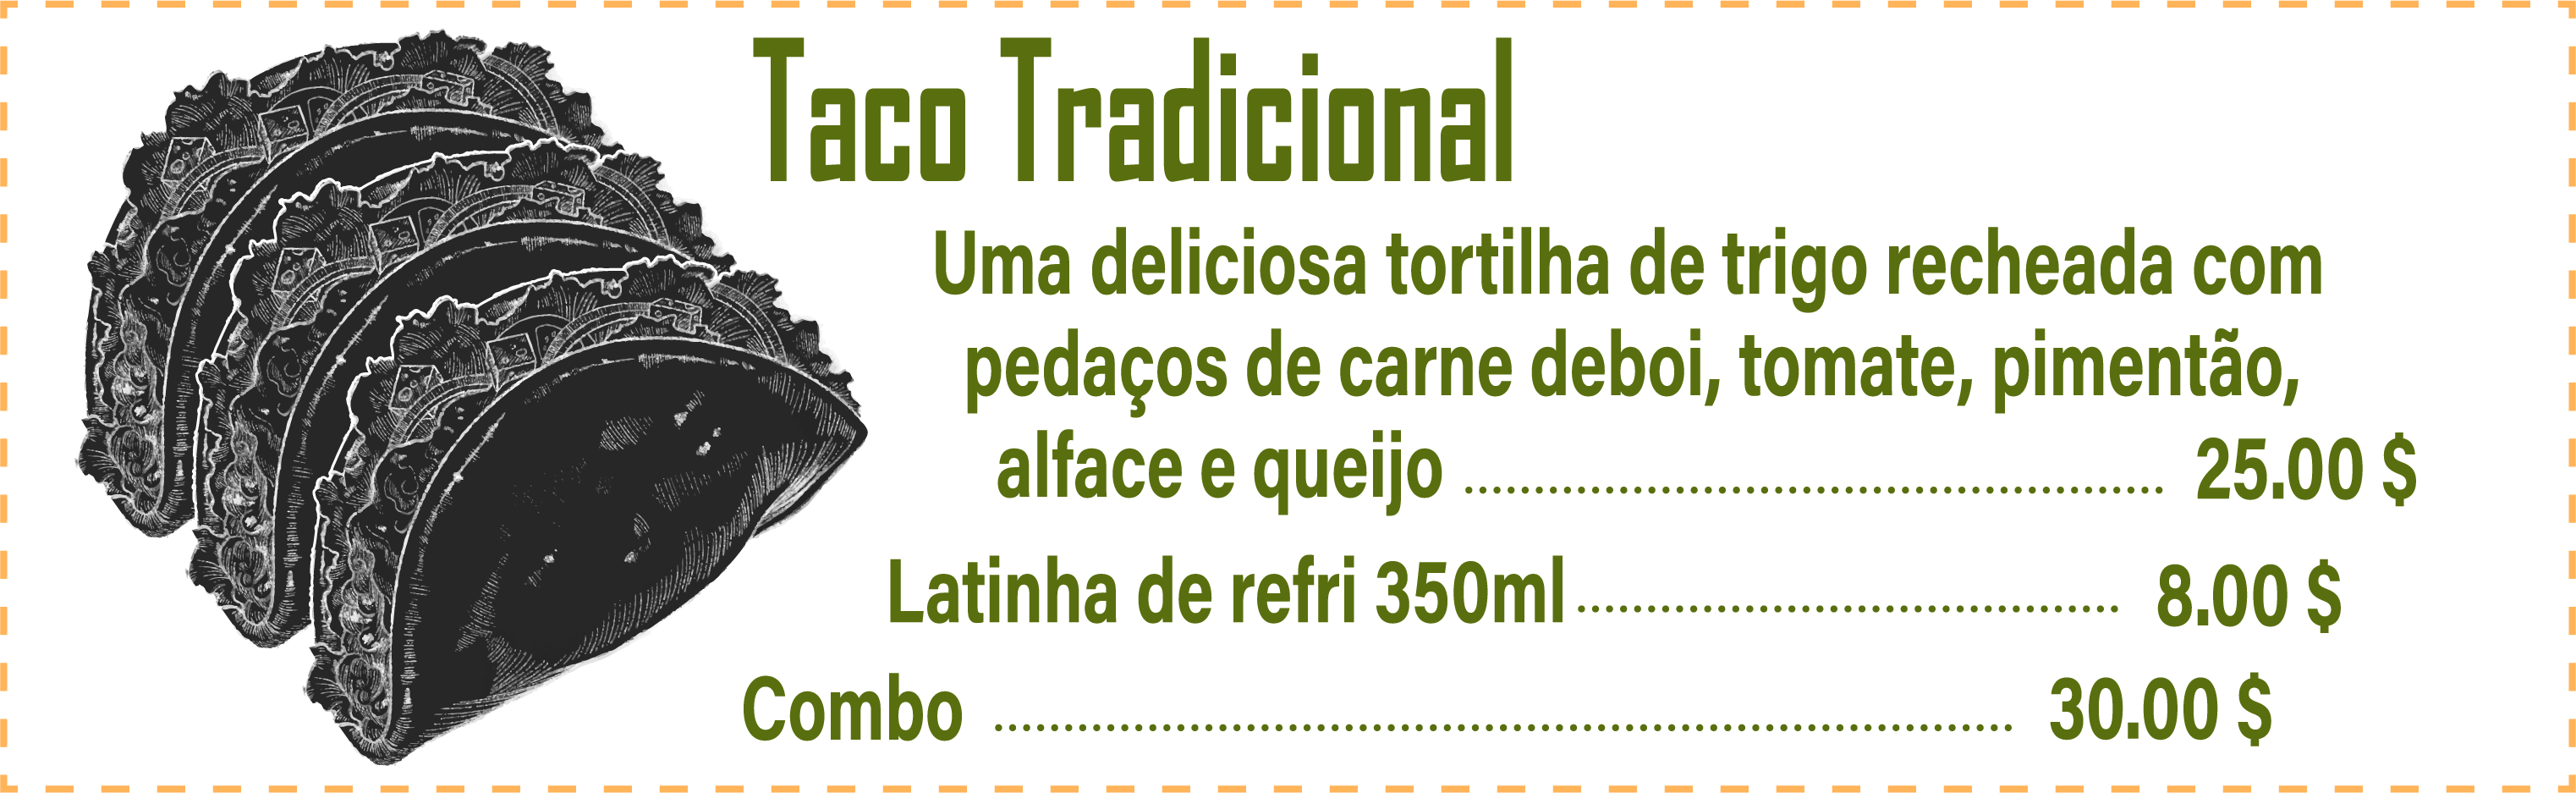 Taco Tradicional
Uma deliciosa tortilha de trigo recheada com
pedaços de carne deboi, tomate, pimentão,
alface e queijo .................................................. 25.00 $
Latinha de refri 350ml ....................................... 8.00 $
Combo ......................................................................... 30.00 $